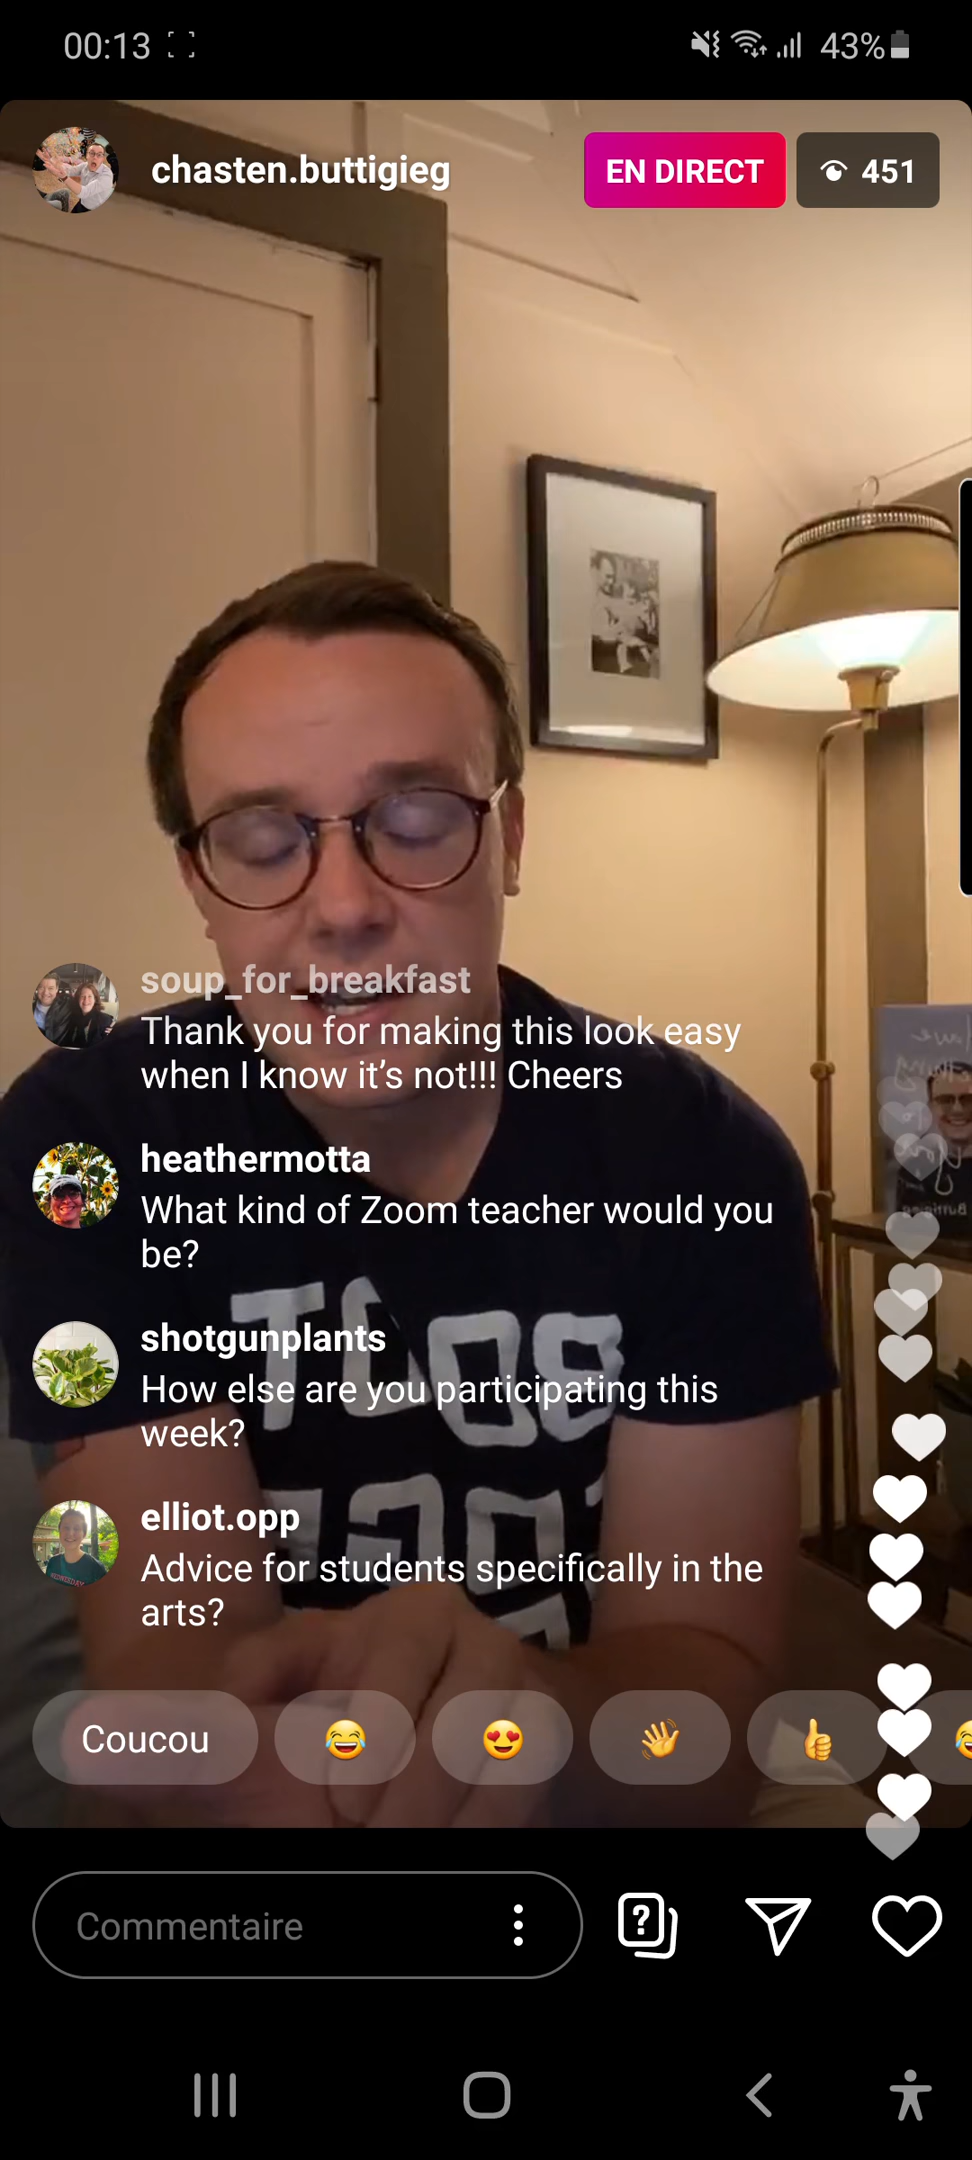 00:13
43%
chasten.buttigieg
EN DIRECT
451
soup_for_breakfast
Thank you for making this look easy
when I know it’s not!!! Cheers
heathermotta
What kind of Zoom teacher would you
be?
shotgunplants
How else are you participating this
week?
elliot.opp
Advice for students specifically in the
arts?
Coucou
Commentaire